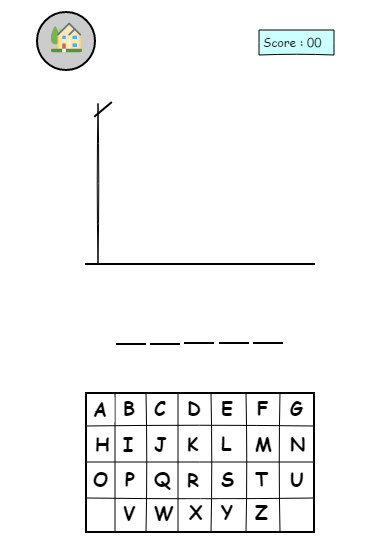 Score : 00
A B C D E F G
H I J K L M N
O P Q R S T U
V W X Y Z